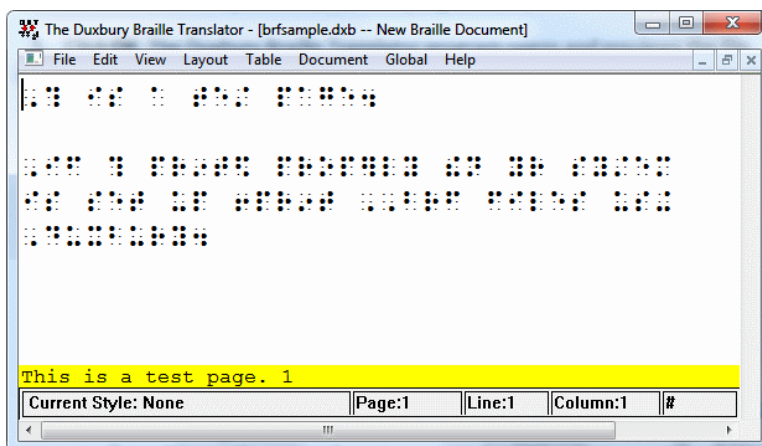 The Duxbury Braille Translator - [brfsample.dxb -- New Braille Document]
File Edit View Layout Table Document Global Help
⠠⠹ ⠊⠎ ⠁ ⠞⠑⠌ ⠏⠁⠛⠑⠲
⠠⠊⠋ ⠹ ⠏⠗⠔⠞⠫ ⠏⠗⠕⠏⠻⠇⠽ ⠮⠝ ⠽⠗ ⠎⠽⠌⠑⠍
⠊⠎ ⠎⠑⠞ ⠥⠏ ⠖⠏⠗⠔⠞ ⠠⠠⠃⠗⠋ ⠋⠊⠇⠑⠎ ⠥⠎⠬
⠠⠙⠥⠭⠃⠥⠗⠽⠲
This is a test page. 1
Current Style: None Page:1 Line:1 Column:1 #